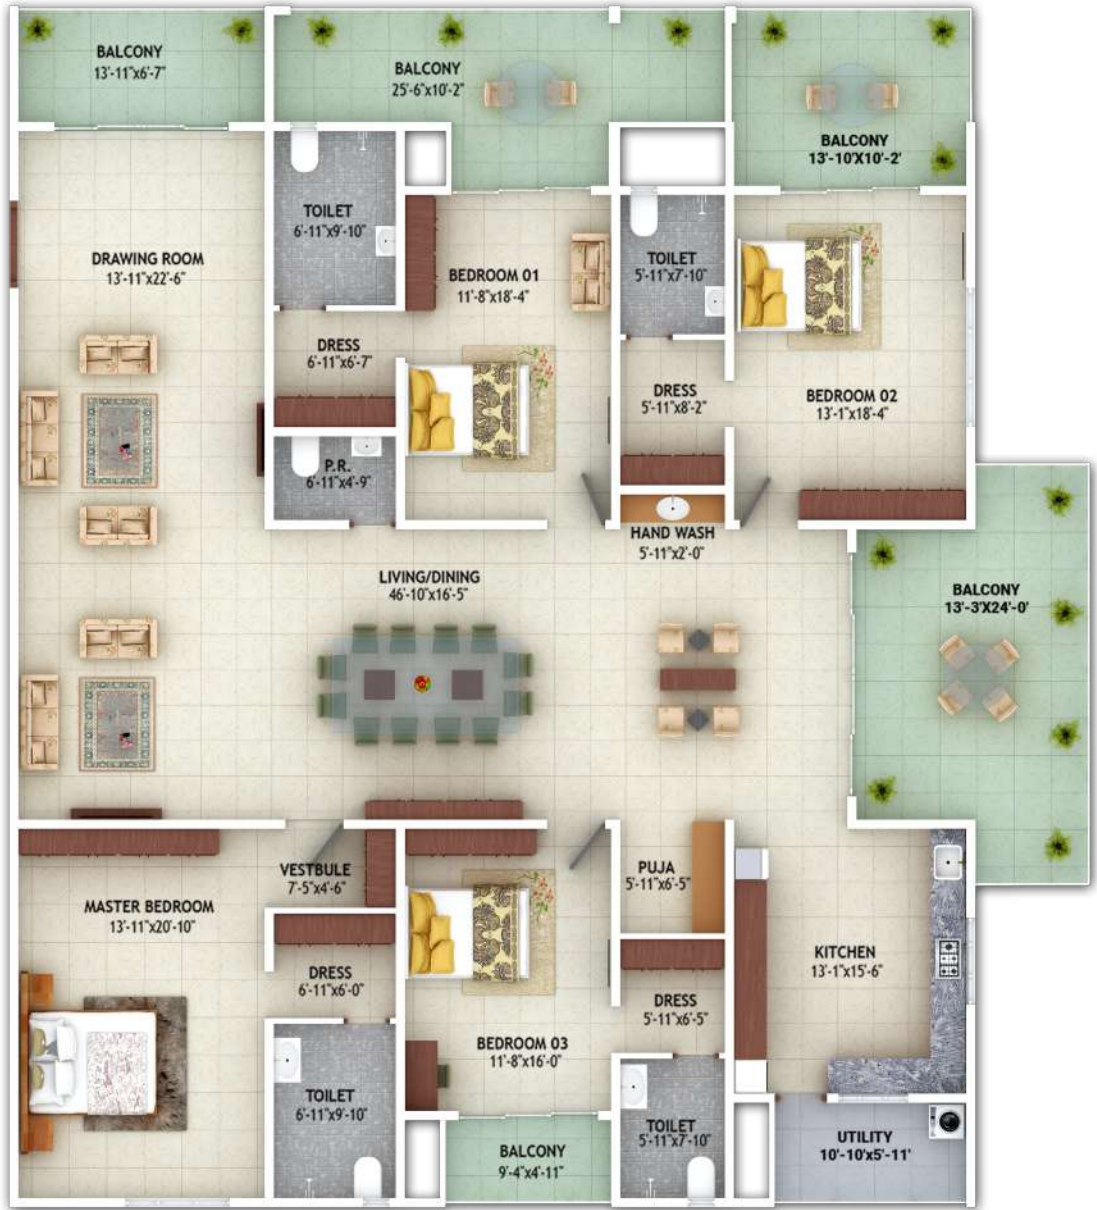 BALCONY
13'-11"x6'-7"
BALCONY
25'-6"x10'-2"
BALCONY
13'-10'X10'-2'
DRAWING ROOM
13'-11"x22'-6"
TOILET
6'-11"x9'-10"
BEDROOM 01
11'-8"x18'-4"
TOILET
5'-11"x7'-10"
DRESS
6'-11"x6'-7"
DRESS
5'-11"x8'-2"
BEDROOM 02
13'-1"x18'-4"
P.R.
6'-11"x4'-9"
HAND WASH
5'-11"x2'-0"
LIVING/DINING
46'-10"x16'-5"
BALCONY
13'-3'X24'-0'
VESTBULE
7'-5"x4'-6"
PUJA
5'-11"x6'-5"
MASTER BEDROOM
13'-11"x20'-10"
KITCHEN
13'-1"x15'-6"
DRESS
6'-11"x6'-0"
DRESS
5'-11"x6'-5"
BEDROOM 03
11'-8"x16'-0"
TOILET
6'-11"x9'-10"
TOILET
5'-11"x7'-10"
BALCONY
9'-4"x4'-11"
UTILITY
10'-10'x5'-11'